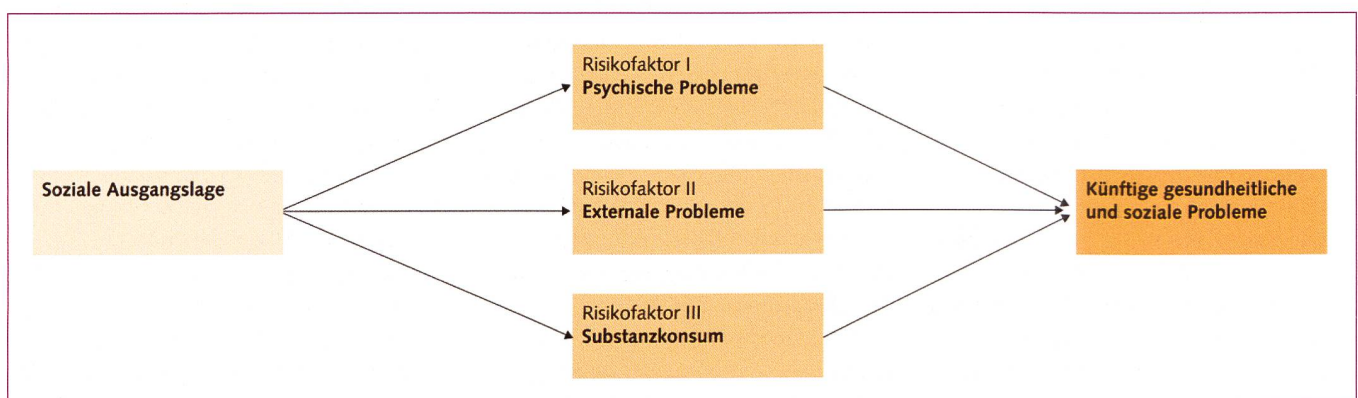 Soziale Ausgangslage
Risikofaktor I
Psychische Probleme
Risikofaktor II
Externale Probleme
Risikofaktor III
Substanzkonsum
Künftige gesundheitliche
und soziale Probleme